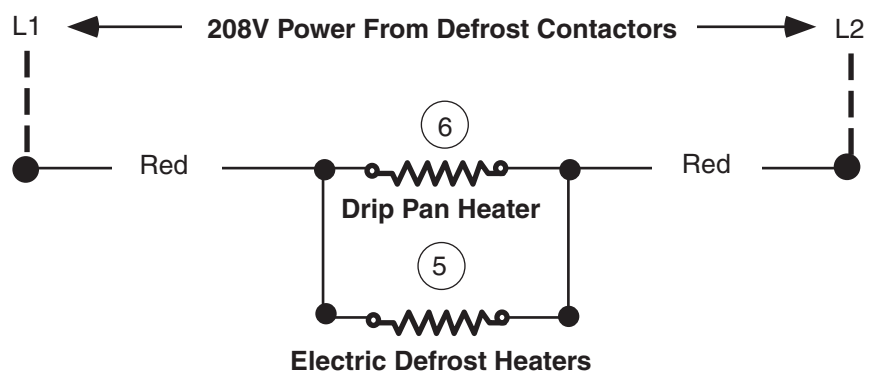 L1 208V Power From Defrost Contactors L2
6
Red Red
Drip Pan Heater
5
Electric Defrost Heaters